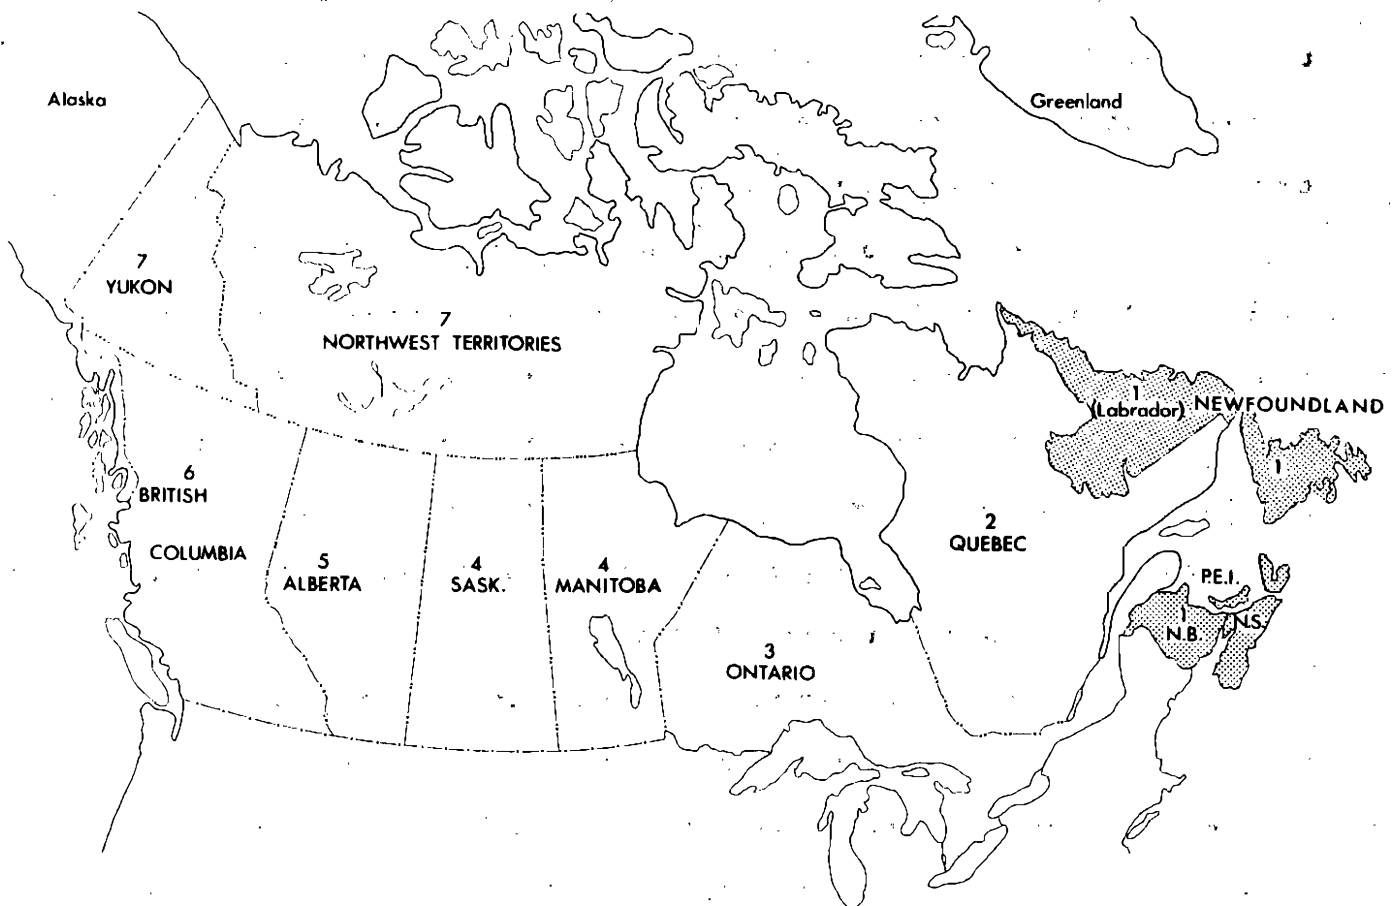 Alaska
Greenland
7
YUKON
7
NORTHWEST TERRITORIES
1
(Labrador)
NEWFOUNDLAND
1
6
BRITISH
COLUMBIA
5
ALBERTA
4
SASK.
4
MANITOBA
2
QUEBEC
3
ONTARIO
P.E.I.
1
N.B.
N.S.